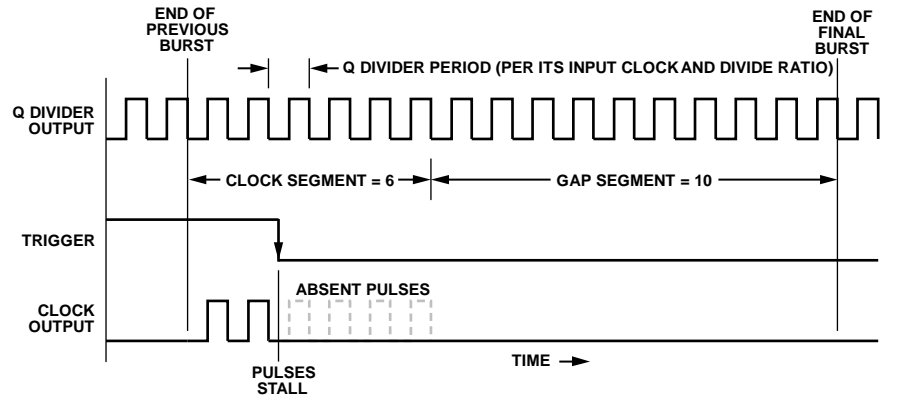 END OF
PREVIOUS
BURST
END OF
FINAL
BURST
Q DIVIDER PERIOD (PER ITS INPUT CLOCK AND DIVIDE RATIO)
Q DIVIDER
OUTPUT
CLOCK SEGMENT = 6
GAP SEGMENT = 10
TRIGGER
ABSENT PULSES
CLOCK
OUTPUT
TIME
PULSES
STALL